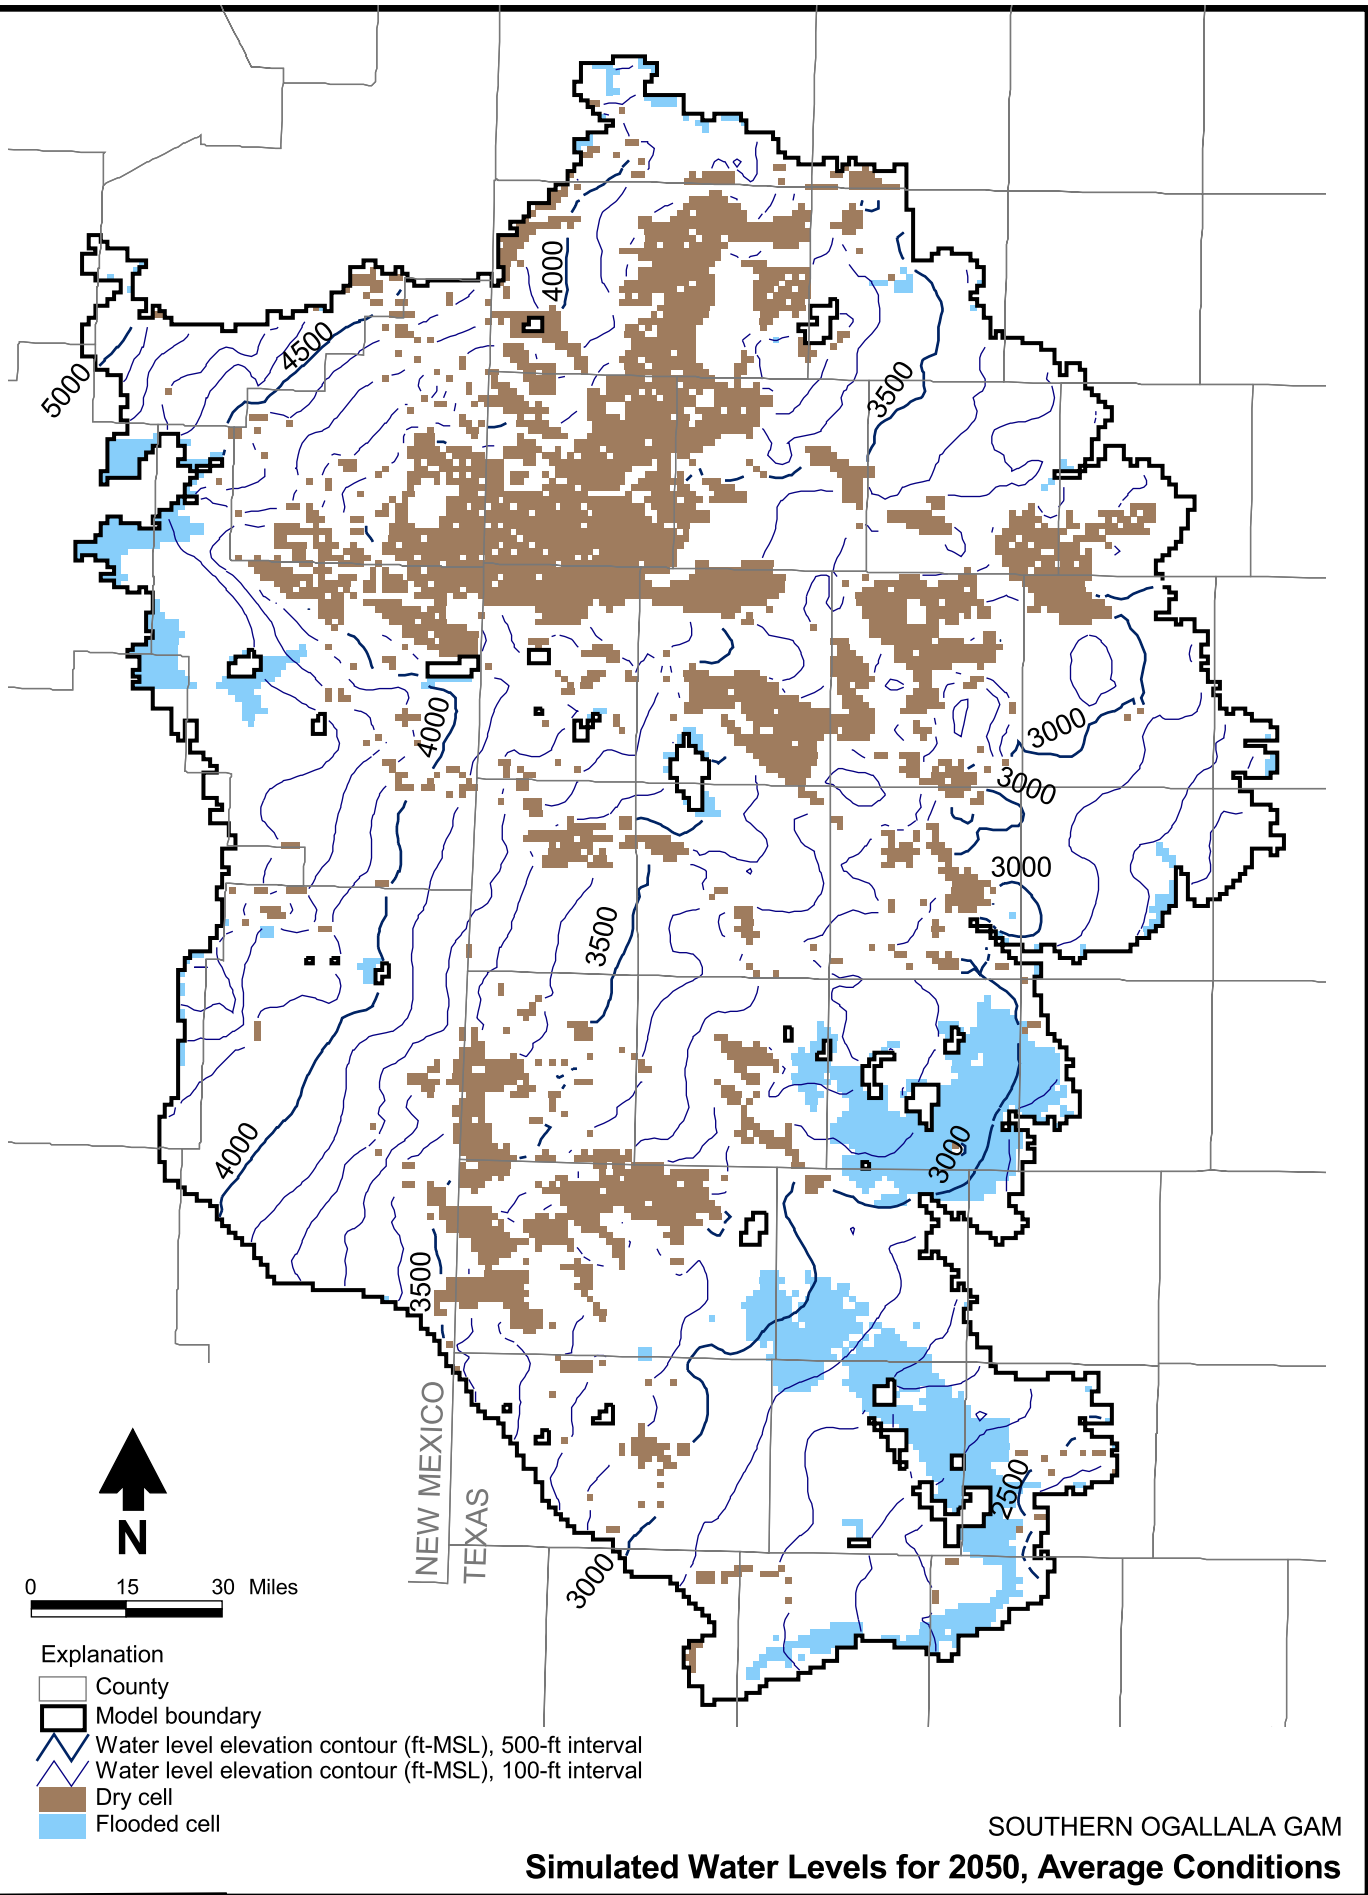 4000
4500
5000
3500
4000
3000
3000
3000
3500
4000
3000
3500
NEW MEXICO
TEXAS
2500
3000
N
0 15 30 Miles
Explanation
County
Model boundary
Water level elevation contour (ft-MSL), 500-ft interval
Water level elevation contour (ft-MSL), 100-ft interval
Dry cell
Flooded cell
SOUTHERN OGALLALA GAM
Simulated Water Levels for 2050, Average Conditions